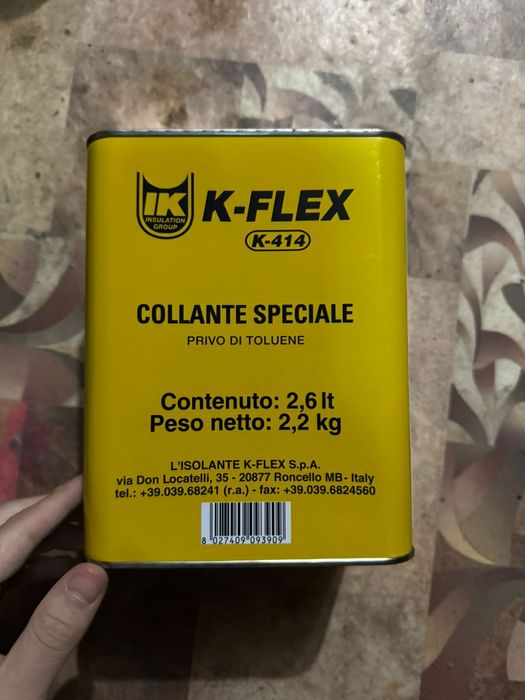 IK
INSULATION
GROUP
K-FLEX
K-414
COLLANTE SPECIALE
PRIVO DI TOLUENE
Contenuto: 2,6 lt
Peso netto: 2,2 kg
L'ISOLANTE K-FLEX S.p.A.
via Don Locatelli, 35 - 20877 Roncello MB- Italy
tel.: +39.039.68241 (r.a.) - fax: +39.039.6824560
8 027409 093909